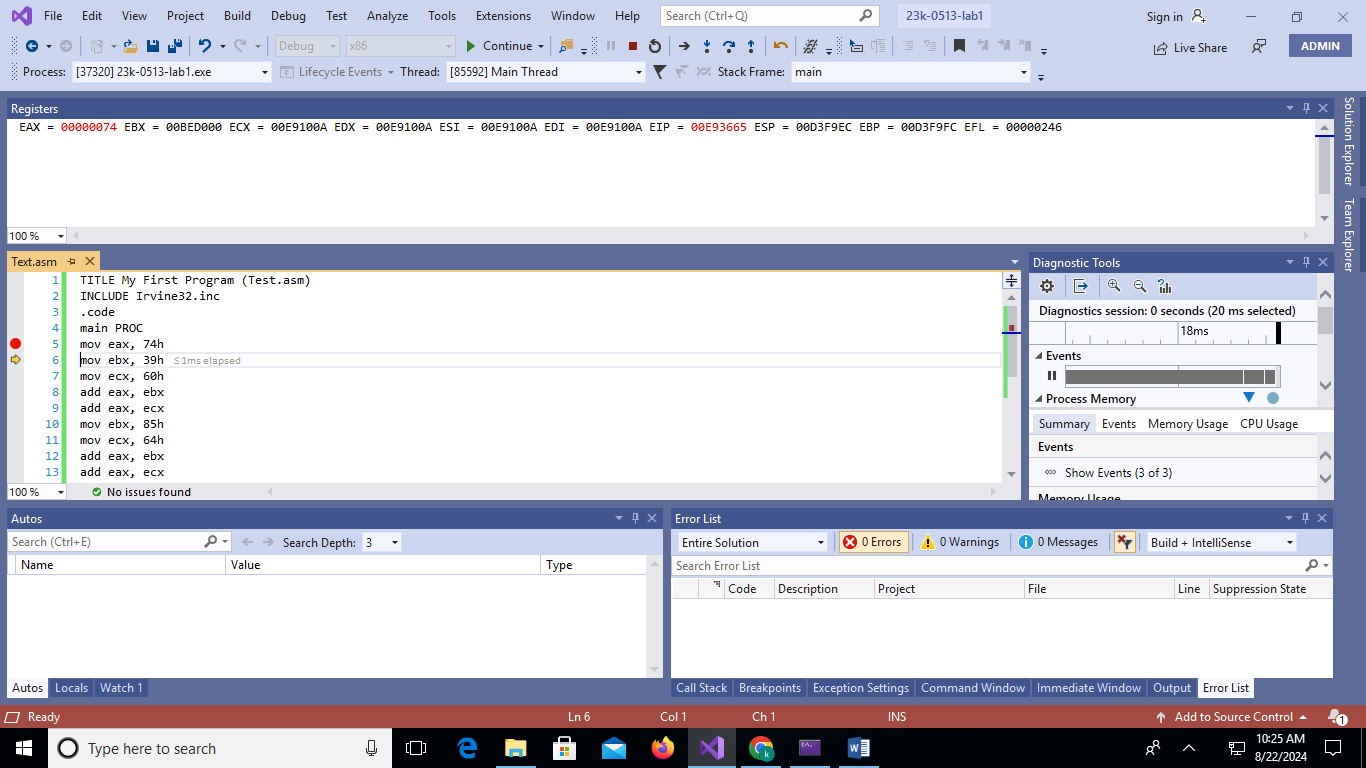 File Edit View Project Build Debug Test Analyze Tools Extensions Window Help Search (Ctrl+Q) 23k-0513-lab1 Sign in
Debug x86 Continue Live Share ADMIN
Process: [37320] 23k-0513-lab1.exe Lifecycle Events Thread: [85592] Main Thread Stack Frame: main
Registers
EAX = 00000074 EBX = 00BED000 ECX = 00E9100A EDX = 00E9100A ESI = 00E9100A EDI = 00E9100A EIP = 00E93665 ESP = 00D3F9EC EBP = 00D3F9FC EFL = 00000246
100 %
Solution Explorer
Team Explorer
Text.asm
1 TITLE My First Program (Test.asm)
2 INCLUDE Irvine32.inc
3 .code
4 main PROC
5 mov eax, 74h
6 mov ebx, 39h ≤ 1ms elapsed
7 mov ecx, 60h
8 add eax, ebx
9 add eax, ecx
10 mov ebx, 85h
11 mov ecx, 64h
12 add eax, ebx
13 add eax, ecx
100 % No issues found
Diagnostic Tools
Diagnostics session: 0 seconds (20 ms selected)
18ms
Events
Process Memory
Summary Events Memory Usage CPU Usage
Events
Show Events (3 of 3)
Memory Usage
Autos
Search (Ctrl+E) Search Depth: 3
Name Value Type
Autos Locals Watch 1
Error List
Entire Solution 0 Errors 0 Warnings 0 Messages Build + IntelliSense
Search Error List
Code Description Project File Line Suppression State
Call Stack Breakpoints Exception Settings Command Window Immediate Window Output Error List
Ready Ln 6 Col 1 Ch 1 INS Add to Source Control 1
Type here to search
10:25 AM
8/22/2024